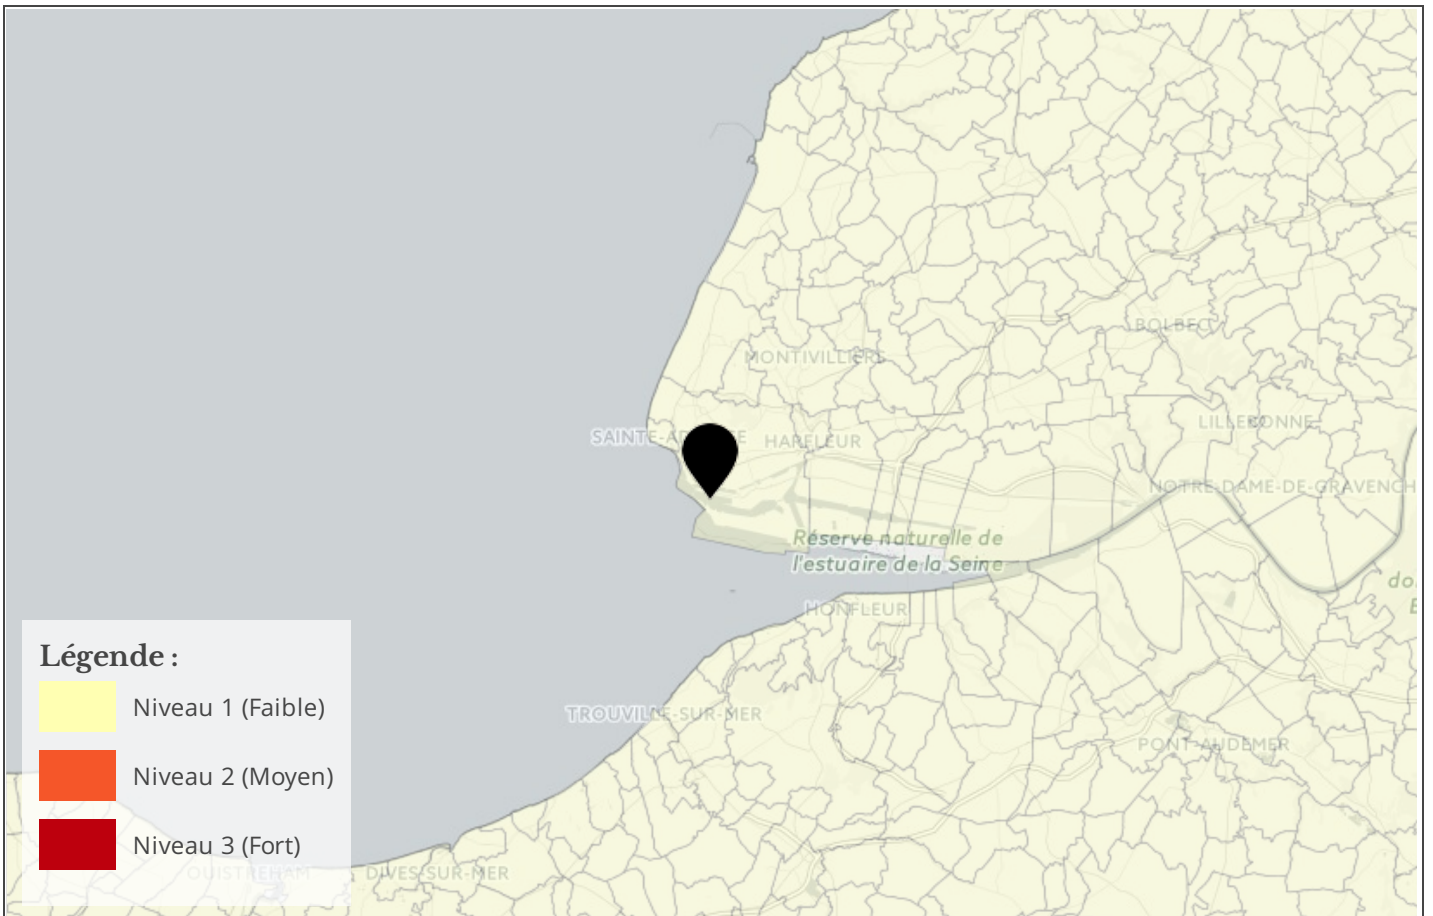 BOLBEC
MONTIVILLIERS
LILLEBONNE
HARFLEUR
NOTRE-DAME-DE-GRAVENCH
Réserve naturelle de
l'estuaire de la Seine
HONFLEUR
TROUVILLE-SUR-MER
PONT-AUDEMER
Légende :
Niveau 1 (Faible)
Niveau 2 (Moyen)
Niveau 3 (Fort)
OUISTREHAM
DIVES-SUR-MER